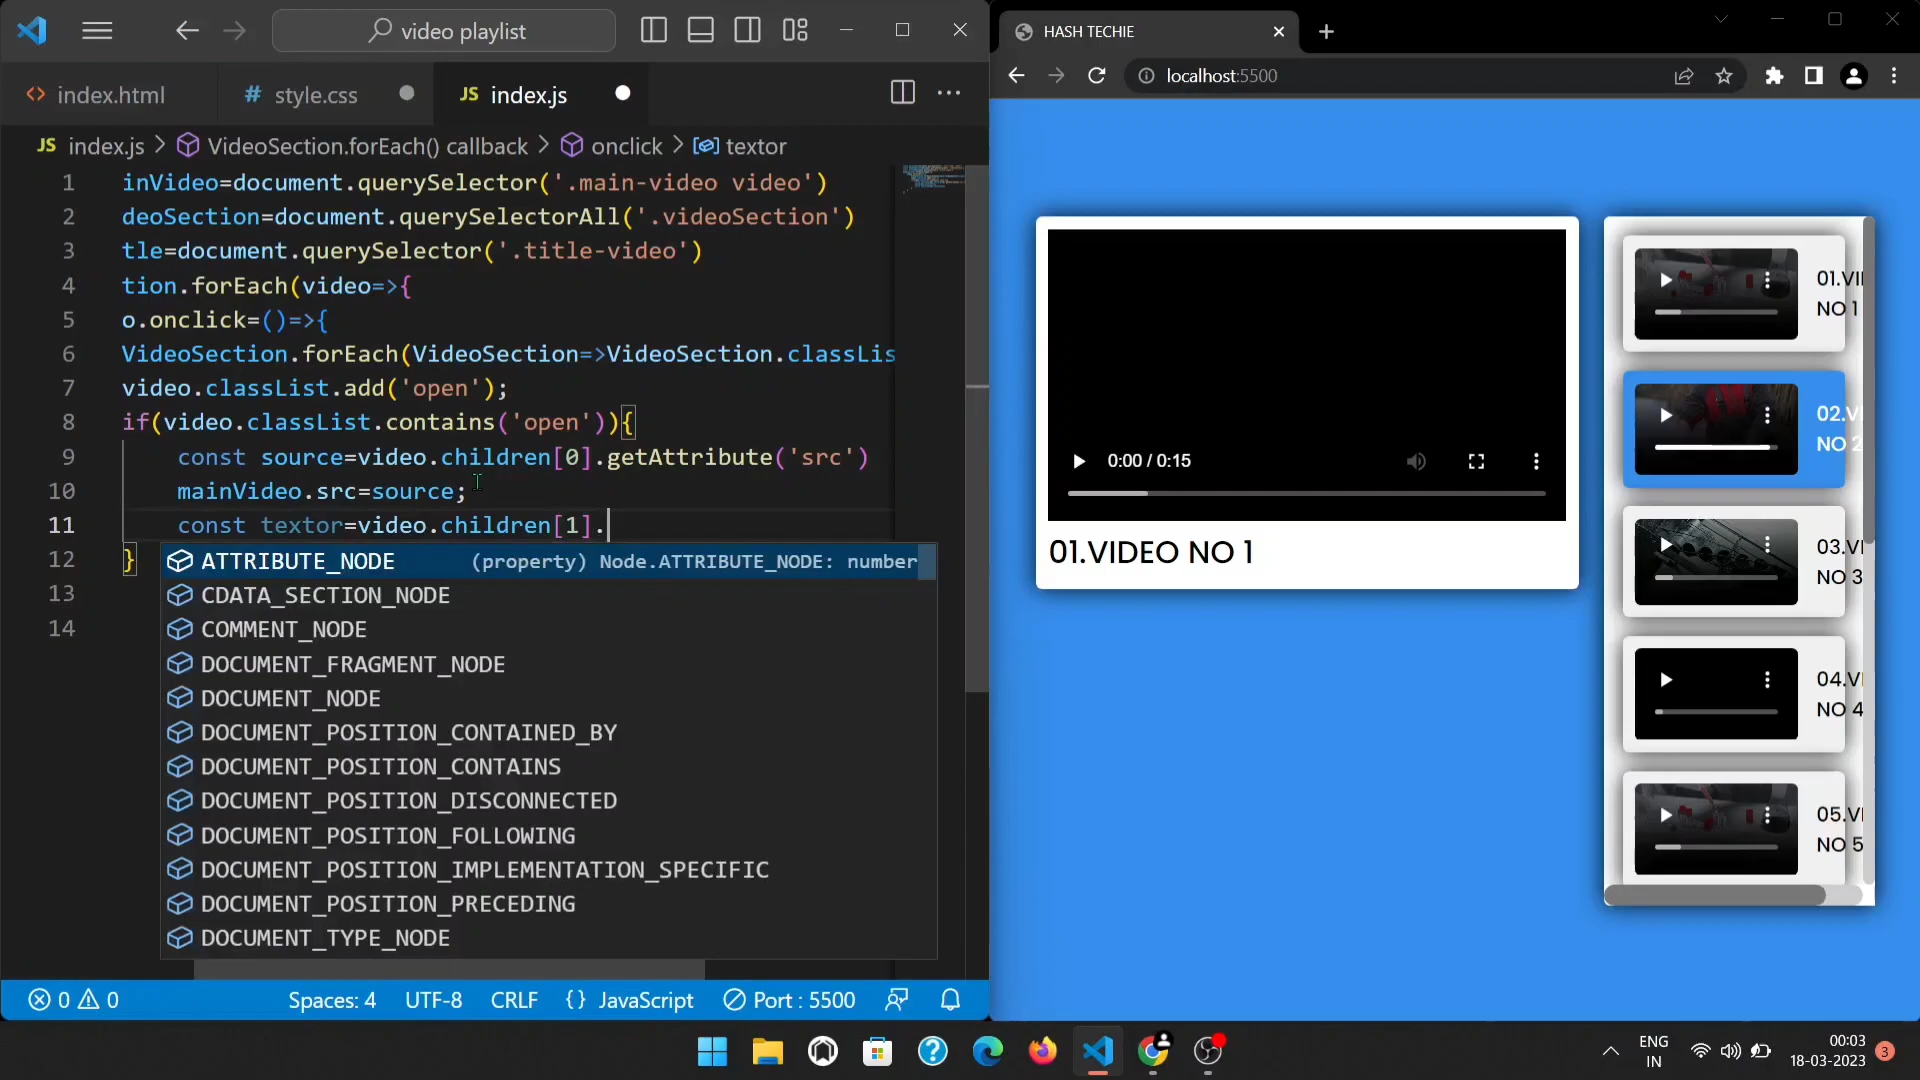 video playlist
index.html
# style.css
JS index.js
JS index.js > VideoSection.forEach() callback > onclick > textor
1 inVideo=document.querySelector('.main-video video')
2 deoSection=document.querySelectorAll('.videoSection')
3 tle=document.querySelector('.title-video')
4 tion.forEach(video=>{
5 o.onclick=()=>{
6 VideoSection.forEach(VideoSection=>VideoSection.classLis
7 video.classList.add('open');
8 if(video.classList.contains('open')){
9 const source=video.children[0].getAttribute('src')
10 mainVideo.src=source;
11 const textor=video.children[1].
12 }
13
14
ATTRIBUTE_NODE (property) Node.ATTRIBUTE_NODE: number
CDATA_SECTION_NODE
COMMENT_NODE
DOCUMENT_FRAGMENT_NODE
DOCUMENT_NODE
DOCUMENT_POSITION_CONTAINED_BY
DOCUMENT_POSITION_CONTAINS
DOCUMENT_POSITION_DISCONNECTED
DOCUMENT_POSITION_FOLLOWING
DOCUMENT_POSITION_IMPLEMENTATION_SPECIFIC
DOCUMENT_POSITION_PRECEDING
DOCUMENT_TYPE_NODE
0 0 Spaces: 4 UTF-8 CRLF {} JavaScript Port : 5500
HASH TECHIE
localhost:5500
0:00 / 0:15
01.VIDEO NO 1
01.VI
NO 1
02.V
NO 2
03.VI
NO 3
04.V
NO 4
05.V
NO 5
ENG
IN
00:03
18-03-2023
3